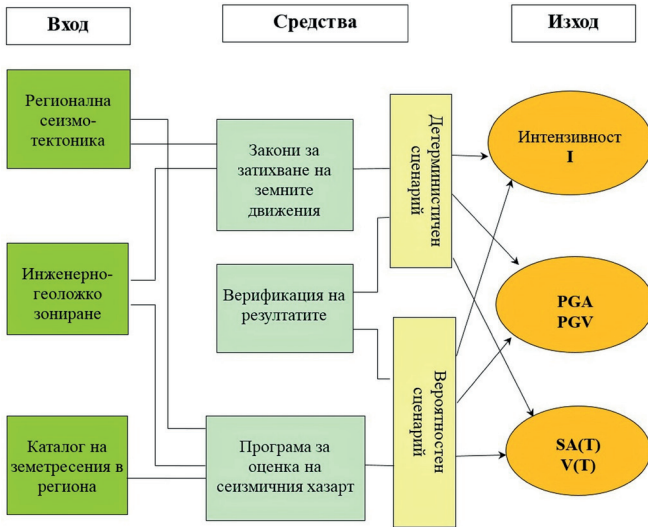 Вход
Средства
Изход
Регионална
сеизмо-
тектоника
Инженерно-
геоложко
зониране
Каталог на
земетресения в
региона
Закони за
затихване на
земните
движения
Верификация на
резултатите
Програма за
оценка на
сеизмичния хазарт
Детерминистичен
сценарий
Вероятностен
сценарий
Интензивност
I
PGA
PGV
SA(T)
V(T)